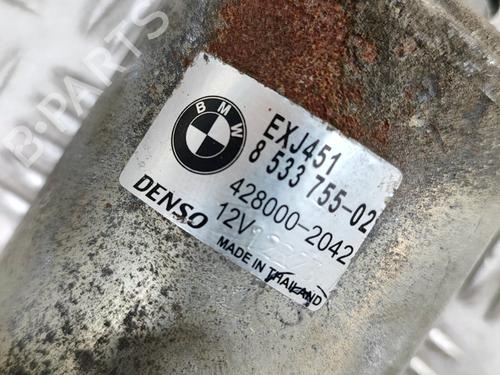 B-PARTS
BMW
EXJ451
8 533 755-02
428000-2042
DENSO
12V
MADE IN THAILAND